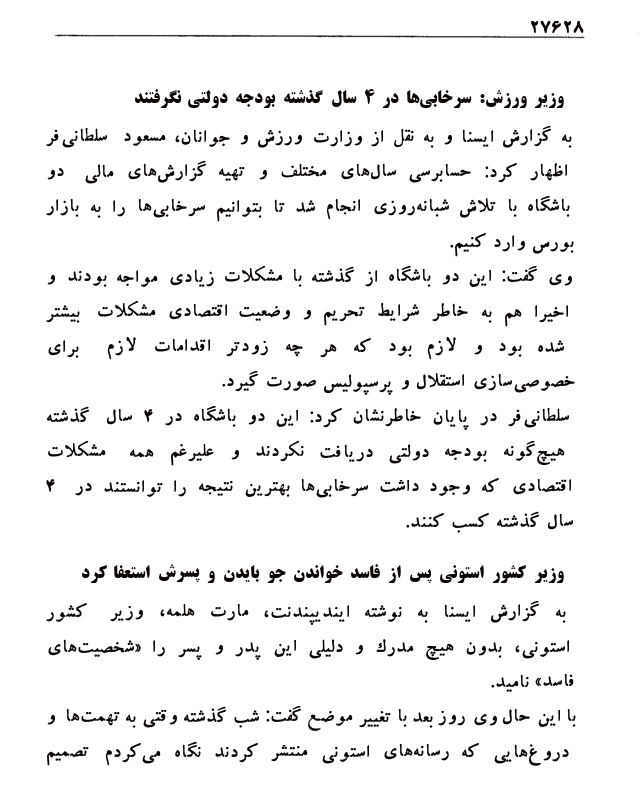 ۲۷۶۲۸
وزیر ورزش: سرخابی‌ها در ۴ سال گذشته بودجه دولتی نگرفتند
به گزارش ایسنا و به نقل از وزارت ورزش و جوانان، مسعود سلطانی‌فر
اظهار کرد: حسابرسی سال‌های مختلف و تهیه گزارش‌های مالی دو
باشگاه با تلاش شبانه‌روزی انجام شد تا بتوانیم سرخابی‌ها را به بازار
بورس وارد کنیم.
وی گفت: این دو باشگاه از گذشته با مشکلات زیادی مواجه بودند و
اخیرا هم به خاطر شرایط تحریم و وضعیت اقتصادی مشکلات بیشتر
شده بود و لازم بود که هر چه زودتر اقدامات لازم برای
خصوصی‌سازی استقلال و پرسپولیس صورت گیرد.
سلطانی‌فر در پایان خاطرنشان کرد: این دو باشگاه در ۴ سال گذشته
هیچ‌گونه بودجه دولتی دریافت نکردند و علیرغم همه مشکلات
اقتصادی که وجود داشت سرخابی‌ها بهترین نتیجه را توانستند در ۴
سال گذشته کسب کنند.
وزیر کشور استونی پس از فاسد خواندن جو بایدن و پسرش استعفا کرد
به گزارش ایسنا به نوشته ایندیپندنت، مارت هلمه، وزیر کشور
استونی، بدون هیچ مدرک و دلیلی این پدر و پسر را «شخصیت‌های
فاسد» نامید.
با این حال وی روز بعد با تغییر موضع گفت: شب گذشته وقتی به تهمت‌ها و
دروغ‌هایی که رسانه‌های استونی منتشر کردند نگاه می‌کردم تصمیم